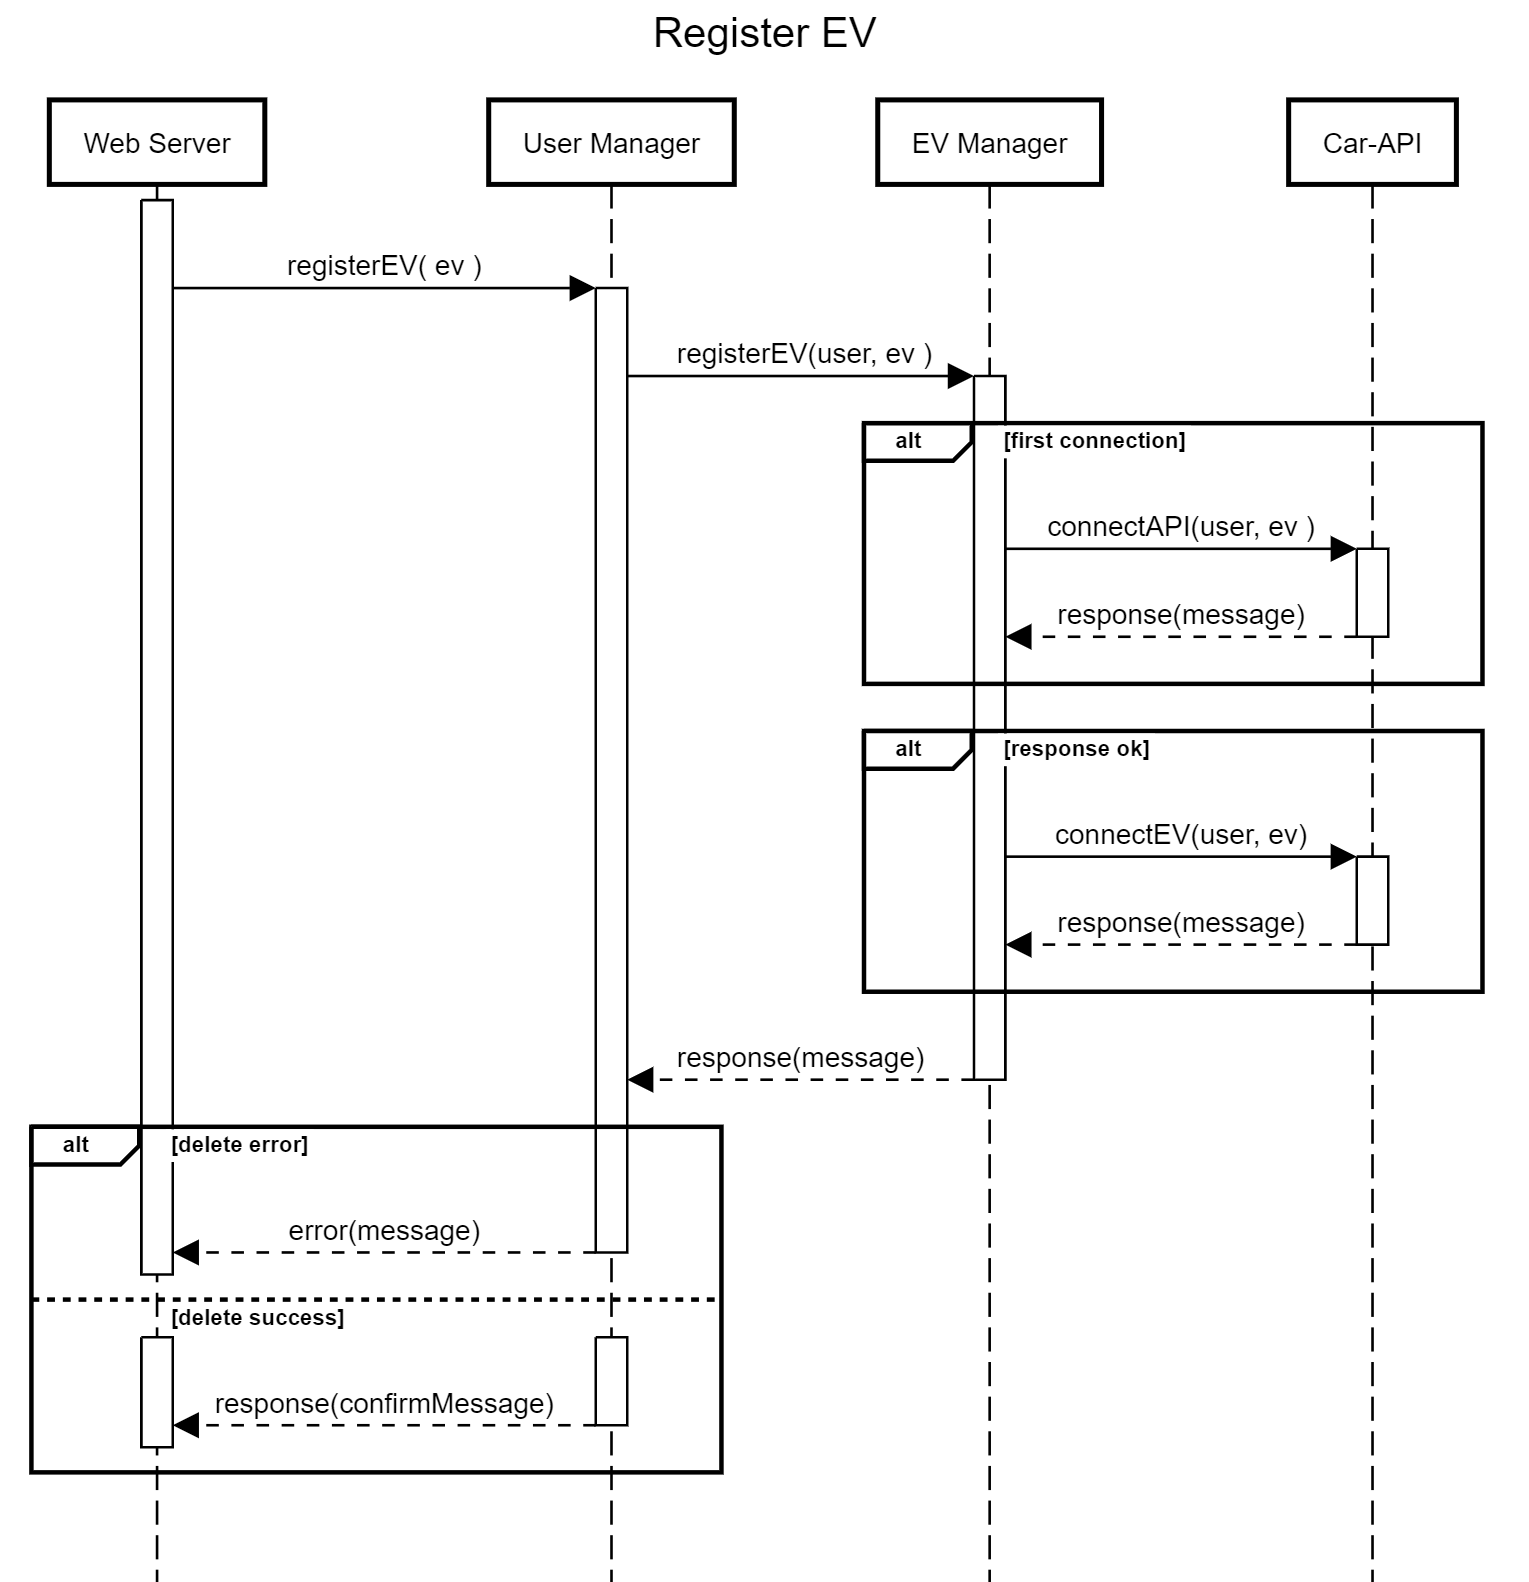 Register EV
Web Server
User Manager
EV Manager
Car-API
registerEV( ev )
registerEV(user, ev )
alt
[first connection]
connectAPI(user, ev )
response(message)
alt
[response ok]
connectEV(user, ev)
response(message)
response(message)
alt
[delete error]
error(message)
[delete success]
response(confirmMessage)